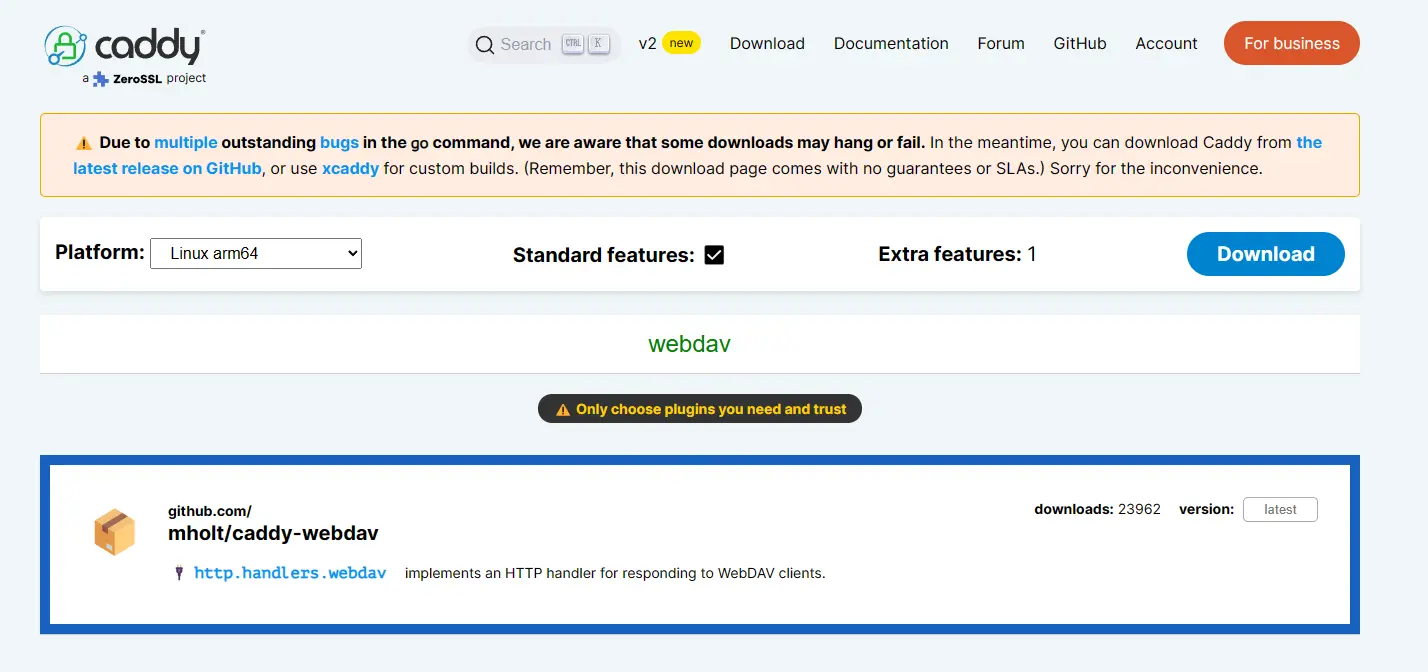 caddy®
a ZeroSSL project
Search CTRL K
v2 new
Download
Documentation
Forum
GitHub
Account
For business
⚠ Due to multiple outstanding bugs in the go command, we are aware that some downloads may hang or fail. In the meantime, you can download Caddy from the
latest release on GitHub, or use xcaddy for custom builds. (Remember, this download page comes with no guarantees or SLAs.) Sorry for the inconvenience.
Platform: Linux arm64
Standard features:
Extra features: 1
Download
webdav
⚠ Only choose plugins you need and trust
github.com/
mholt/caddy-webdav
downloads: 23962 version: latest
http.handlers.webdav implements an HTTP handler for responding to WebDAV clients.